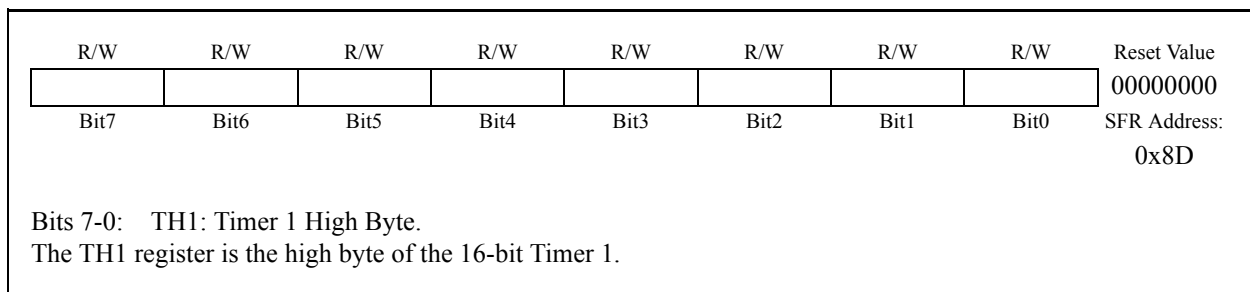 R/W R/W R/W R/W R/W R/W R/W R/W Reset Value
00000000
Bit7 Bit6 Bit5 Bit4 Bit3 Bit2 Bit1 Bit0 SFR Address:
0x8D
Bits 7-0: TH1: Timer 1 High Byte.
The TH1 register is the high byte of the 16-bit Timer 1.